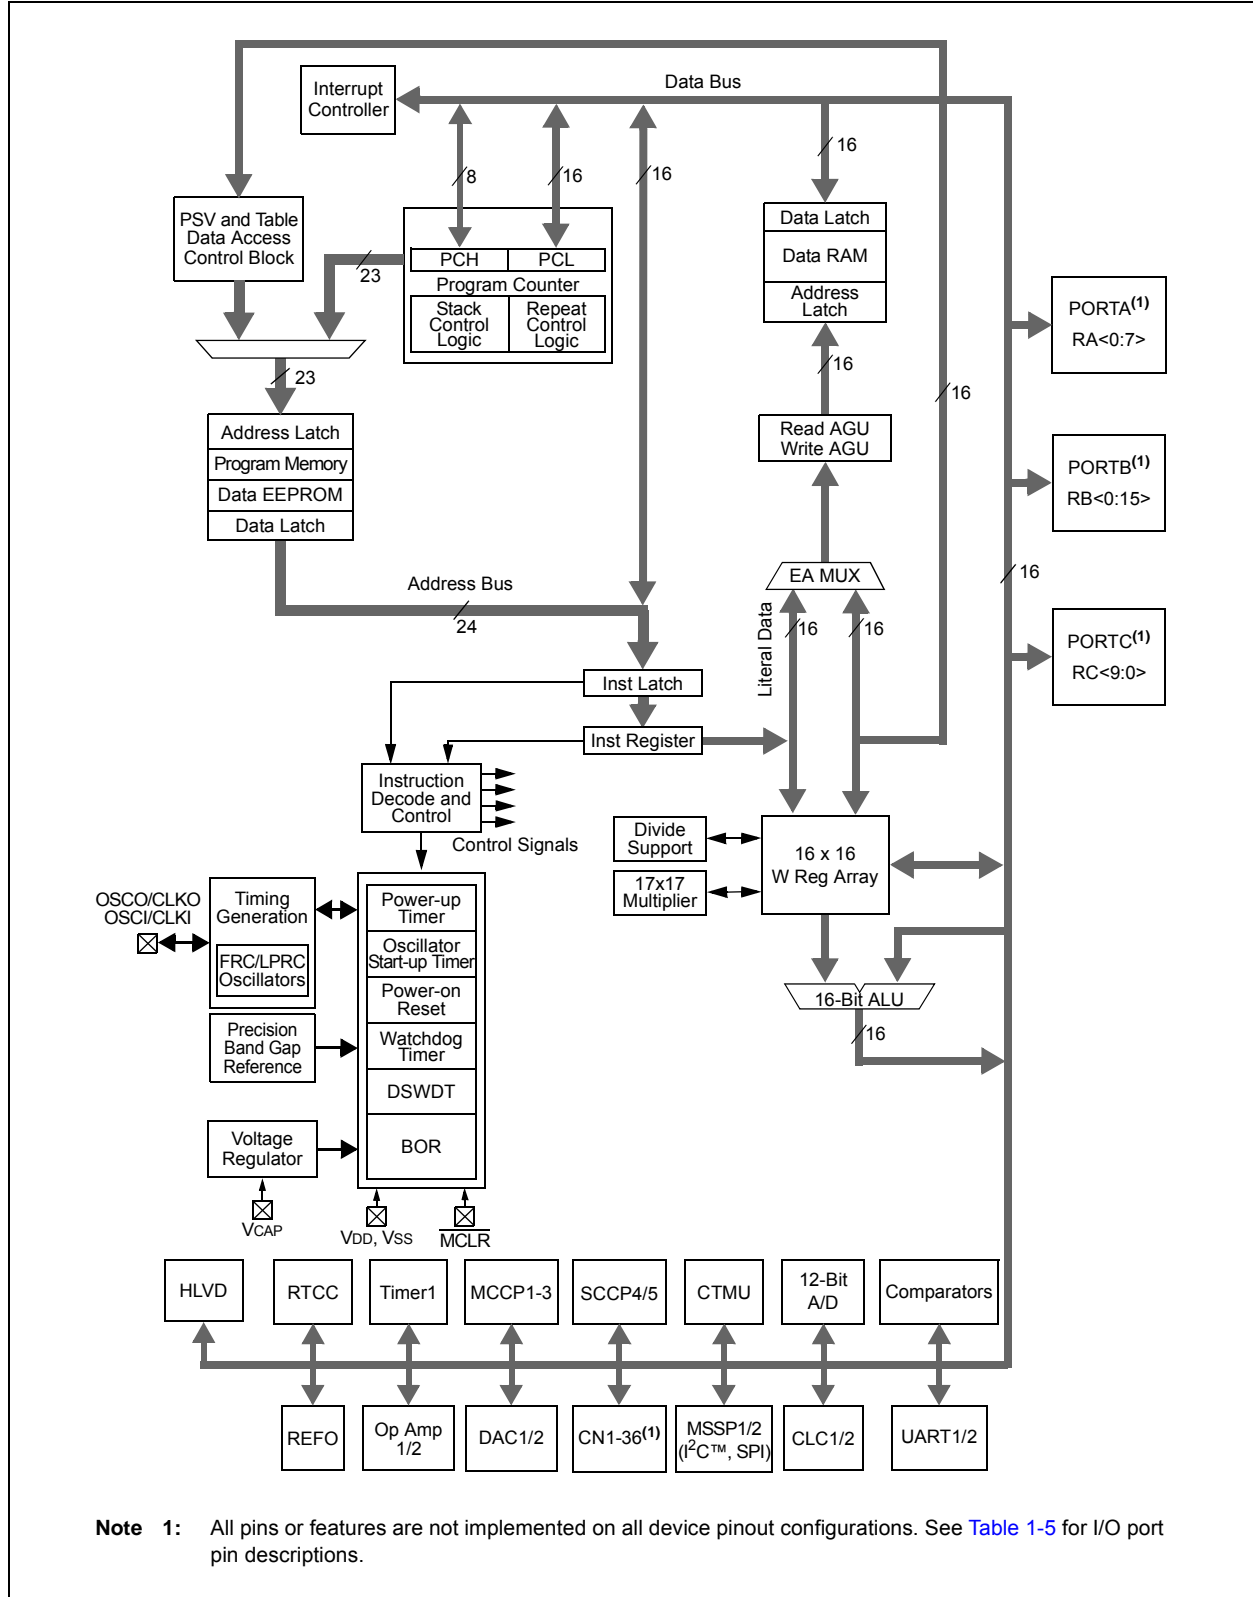 Data Bus
Interrupt
Controller
16
8
16
16
PSV and Table
Data Access
Control Block
Data Latch
Data RAM
Address
Latch
PCH
PCL
23
Program Counter
Stack
Control
Logic
Repeat
Control
Logic
PORTA(1)
RA<0:7>
23
16
16
Address Latch
Program Memory
Data EEPROM
Data Latch
Read AGU
Write AGU
PORTB(1)
RB<0:15>
EA MUX
16
Address Bus
24
Literal Data
16
16
PORTC(1)
RC<9:0>
Inst Latch
Inst Register
Instruction
Decode and
Control
Control Signals
Divide
Support
16 x 16
W Reg Array
17x17
Multiplier
OSCO/CLKO
OSCI/CLKI
Timing
Generation
FRC/LPRC
Oscillators
Power-up
Timer
Oscillator
Start-up Timer
Power-on
Reset
Watchdog
Timer
DSWDT
BOR
16-Bit ALU
16
Precision
Band Gap
Reference
Voltage
Regulator
VCAP
VDD, VSS
MCLR
HLVD
RTCC
Timer1
MCCP1-3
SCCP4/5
CTMU
12-Bit
A/D
Comparators
REFO
Op Amp
1/2
DAC1/2
CN1-36(1)
MSSP1/2
(I2C™, SPI)
CLC1/2
UART1/2
Note 1: All pins or features are not implemented on all device pinout configurations. See Table 1-5 for I/O port
pin descriptions.